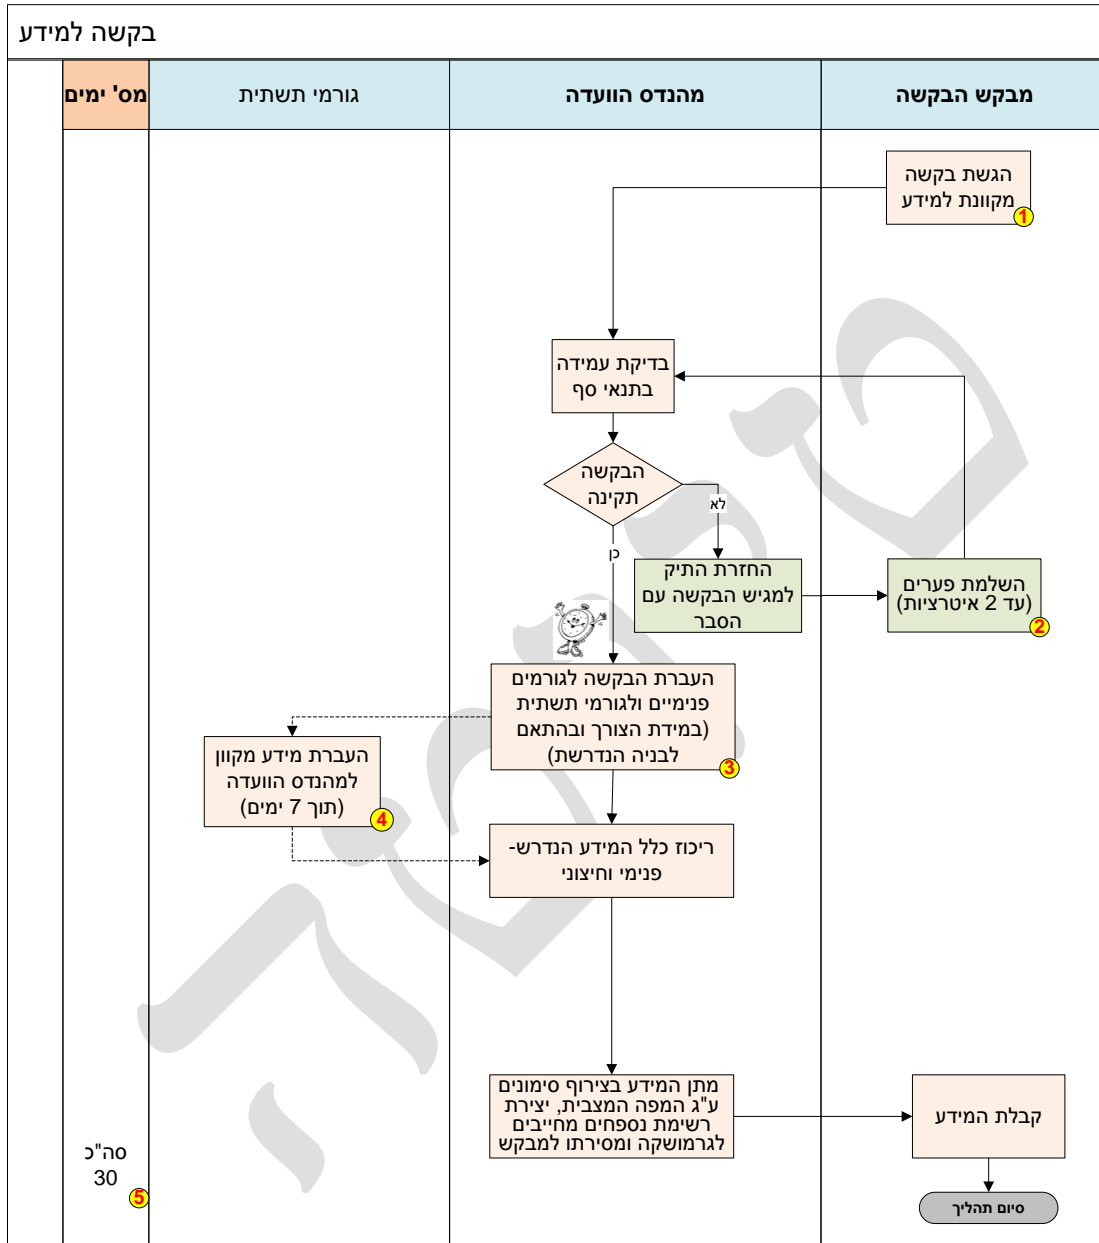 בקשה למידע
מבקש הבקשה
מהנדס הוועדה
גורמי תשתית
מס' ימים
הגשת בקשה
מקוונת למידע
1
בדיקת עמידה
בתנאי סף
הבקשה
תקינה
לא
כן
החזרת התיק
למגיש הבקשה עם
הסבר
השלמת פערים
(עד 2 איטרציות)
2
העברת הבקשה לגורמים
פנימיים ולגורמי תשתית
(במידת הצורך ובהתאם
לבניה הנדרשת)
3
העברת מידע מקוון
למהנדס הוועדה
(תוך 7 ימים)
4
ריכוז כלל המידע הנדרש-
פנימי וחיצוני
מתן המידע בצירוף סימונים
ע"ג המפה המצבית, יצירת
רשימת נספחים מחייבים
לגרמושקה ומסירתו למבקש
קבלת המידע
סה"כ
30
5
סיום תהליך